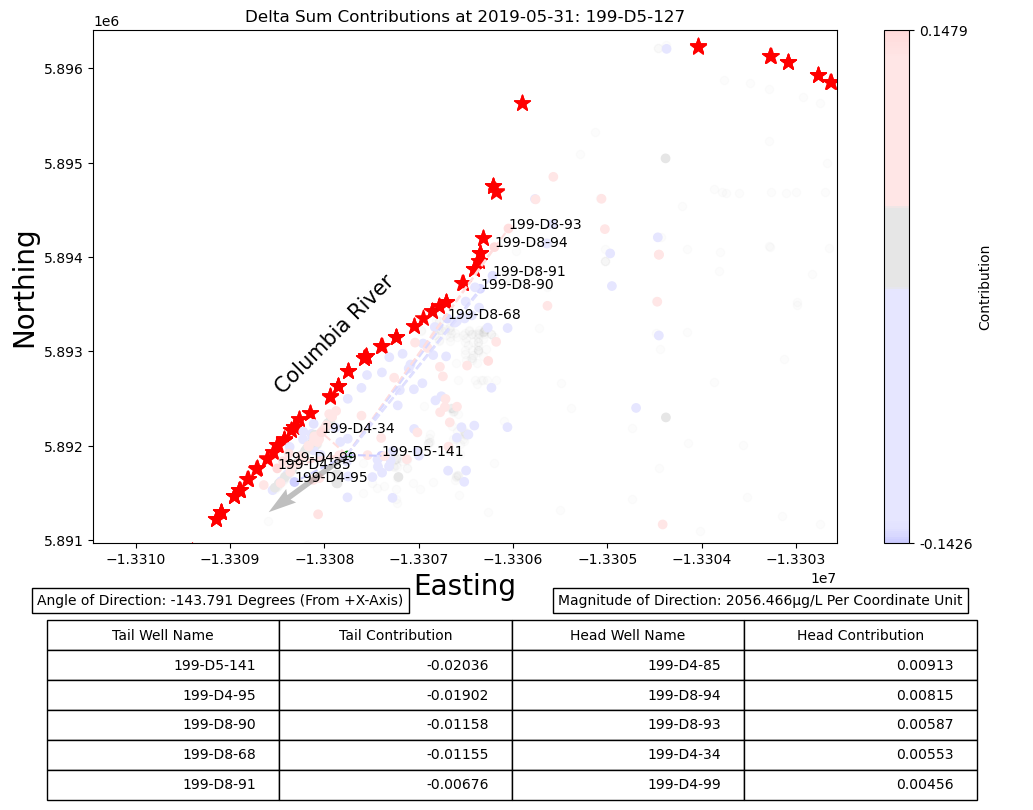 Delta Sum Contributions at 2019-05-31: 199-D5-127
1e6
5.896
5.895
5.894
5.893
5.892
5.891
Northing
Columbia River
199-D8-93
199-D8-94
199-D8-91
199-D8-90
199-D8-68
199-D4-34
199-D5-141
199-D4-99
199-D4-85
199-D4-95
0.1479
-0.1426
Contribution
−1.3310 −1.3309 −1.3308 −1.3307 −1.3306 −1.3305 −1.3304 −1.3303
1e7
Easting
Angle of Direction: -143.791 Degrees (From +X-Axis)
Magnitude of Direction: 2056.466μg/L Per Coordinate Unit
Tail Well Name Tail Contribution Head Well Name Head Contribution
199-D5-141 -0.02036 199-D4-85 0.00913
199-D4-95 -0.01902 199-D8-94 0.00815
199-D8-90 -0.01158 199-D8-93 0.00587
199-D8-68 -0.01155 199-D4-34 0.00553
199-D8-91 -0.00676 199-D4-99 0.00456